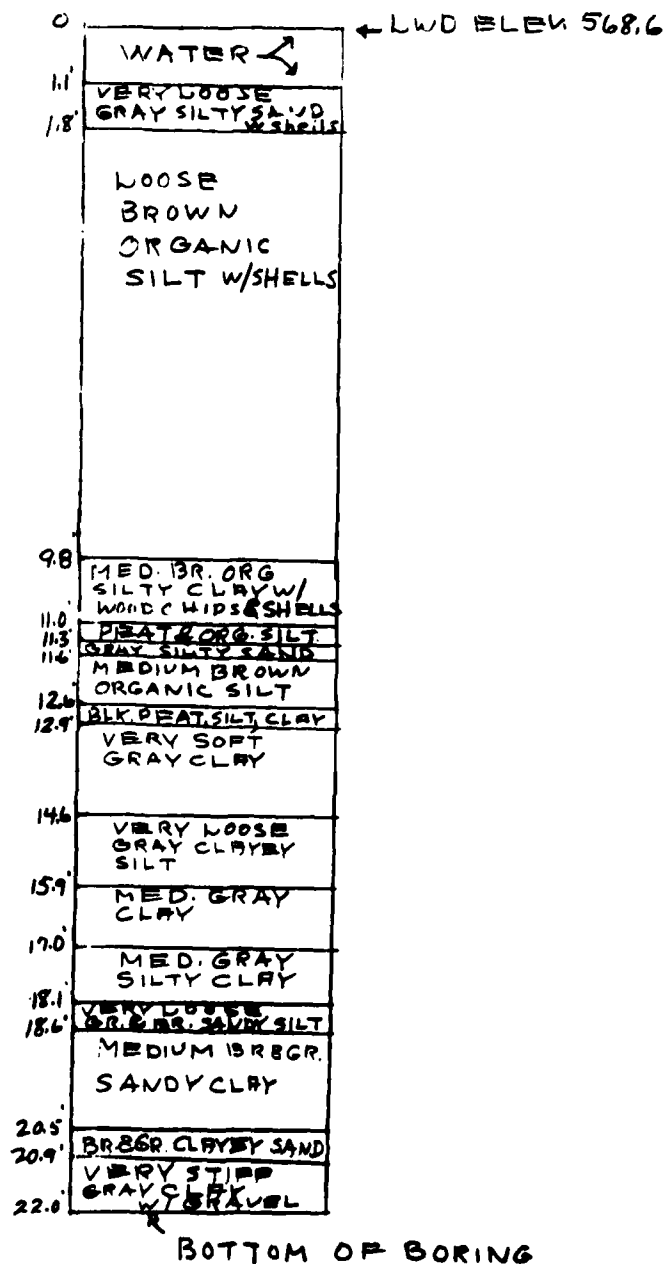 0
← LWD ELEV. 568.6
WATER
1.1'
VERY LOOSE
GRAY SILTY SAND
w shells
1.8'
LOOSE
BROWN
ORGANIC
SILT W/SHELLS
9.8'
MED. BR. ORG
SILTY CLAY W/
WOOD CHIPS & SHELLS
11.0'
PEAT & ORG. SILT
11.3'
GRAY SILTY SAND
11.6'
MEDIUM BROWN
ORGANIC SILT
12.6'
BLK. PEAT, SILT, CLAY
12.9'
VERY SOFT
GRAY CLAY
14.6
VERY LOOSE
GRAY CLAYEY
SILT
15.9'
MED. GRAY
CLAY
17.0'
MED. GRAY
SILTY CLAY
18.1'
VERY LOOSE
GR. & BR. SANDY SILT
18.6'
MEDIUM BR & GR.
SANDY CLAY
20.5'
BR & GR. CLAYEY SAND
20.9'
VERY STIFF
GRAY CLAY
W/ GRAVEL
22.0'
BOTTOM OF BORING